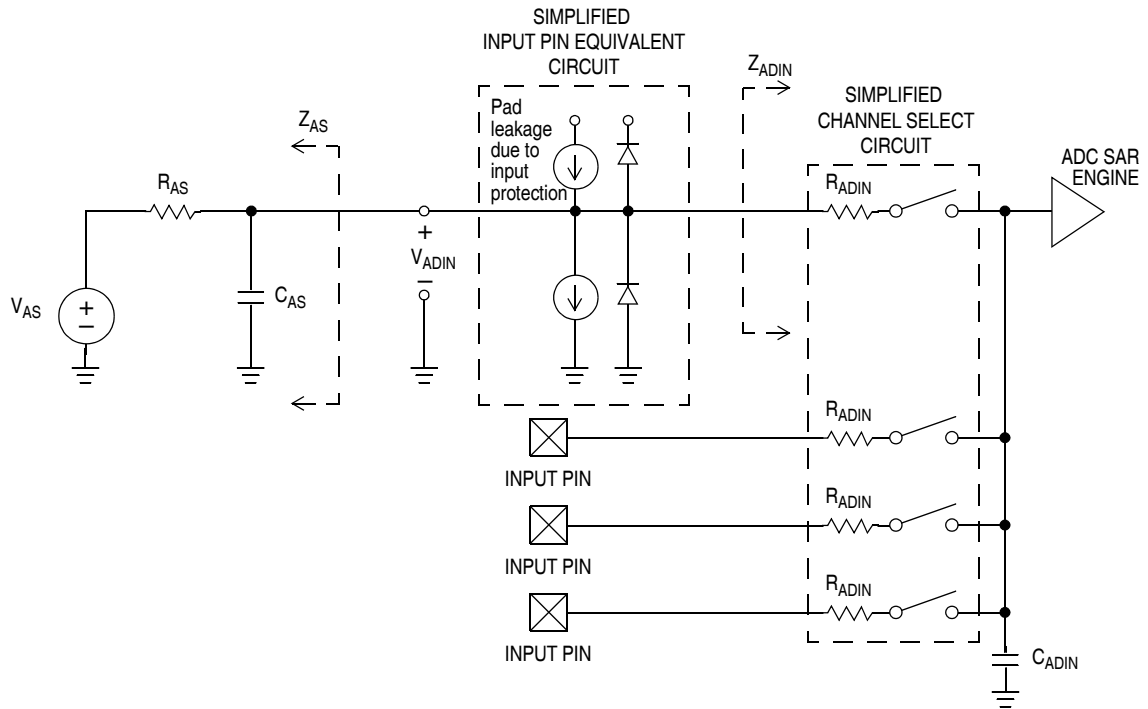 SIMPLIFIED
INPUT PIN EQUIVALENT
CIRCUIT
Z_ADIN
SIMPLIFIED
CHANNEL SELECT
CIRCUIT
Pad
leakage
due to
input
protection
Z_AS
R_AS
R_ADIN
ADC SAR
ENGINE
+
V_ADIN
–
V_AS
+
–
C_AS
R_ADIN
INPUT PIN
R_ADIN
INPUT PIN
R_ADIN
INPUT PIN
C_ADIN